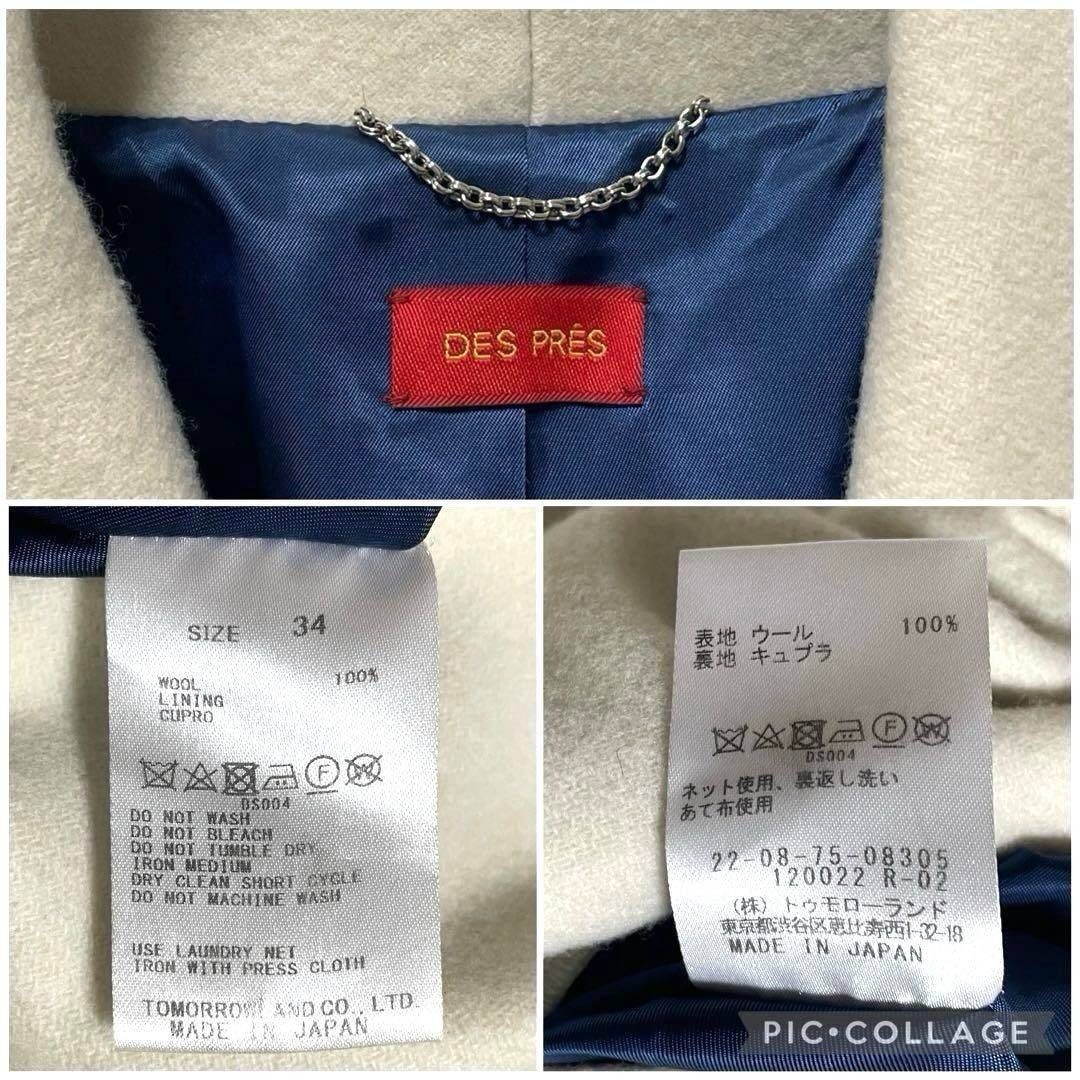 DES PRÉS
SIZE 34
WOOL 100%
LINING
CUPRO
DS004
DO NOT WASH
DO NOT BLEACH
DO NOT TUMBLE DRY
IRON MEDIUM
DRY CLEAN SHORT CYCLE
DO NOT MACHINE WASH
USE LAUNDRY NET
IRON WITH PRESS CLOTH
TOMORROWLAND CO., LTD.
MADE IN JAPAN
表地 ウール 100%
裏地 キュプラ
DS004
ネット使用、裏返し洗い
あて布使用
22-08-75-08305
120022 R-02
(株) トゥモローランド
東京都渋谷区恵比寿西1-32-18
MADE IN JAPAN
PIC•COLLAGE